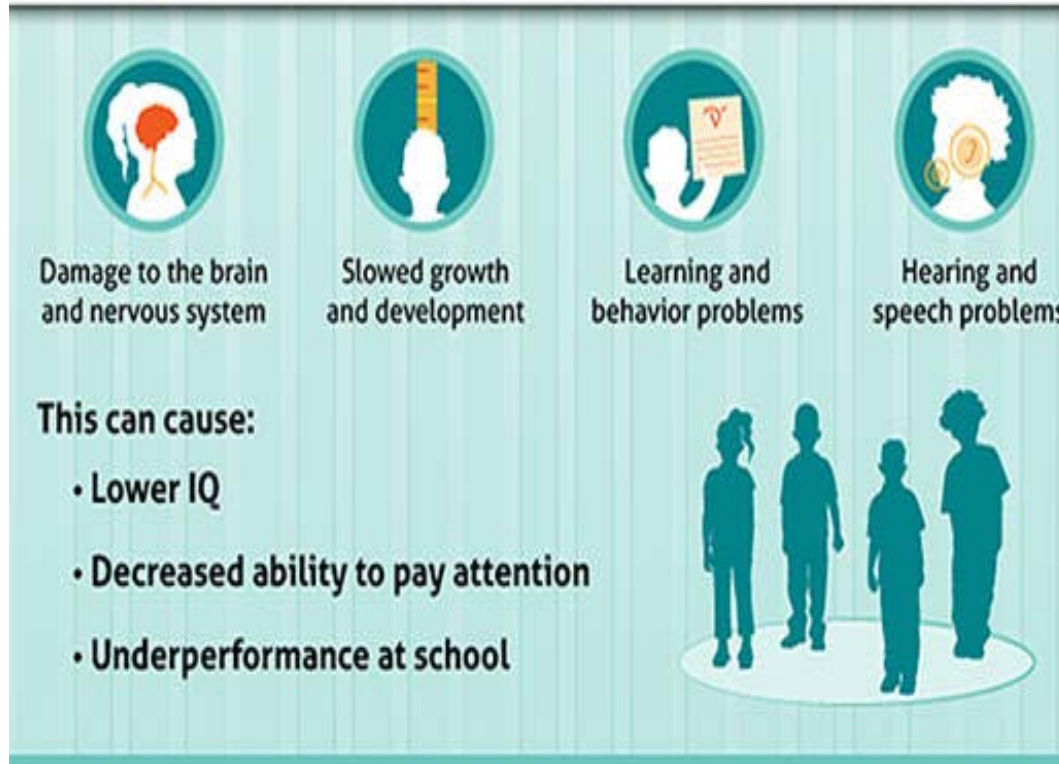 Damage to the brain
and nervous system
Slowed growth
and development
Learning and
behavior problems
Hearing and
speech problems
This can cause:
• Lower IQ
• Decreased ability to pay attention
• Underperformance at school